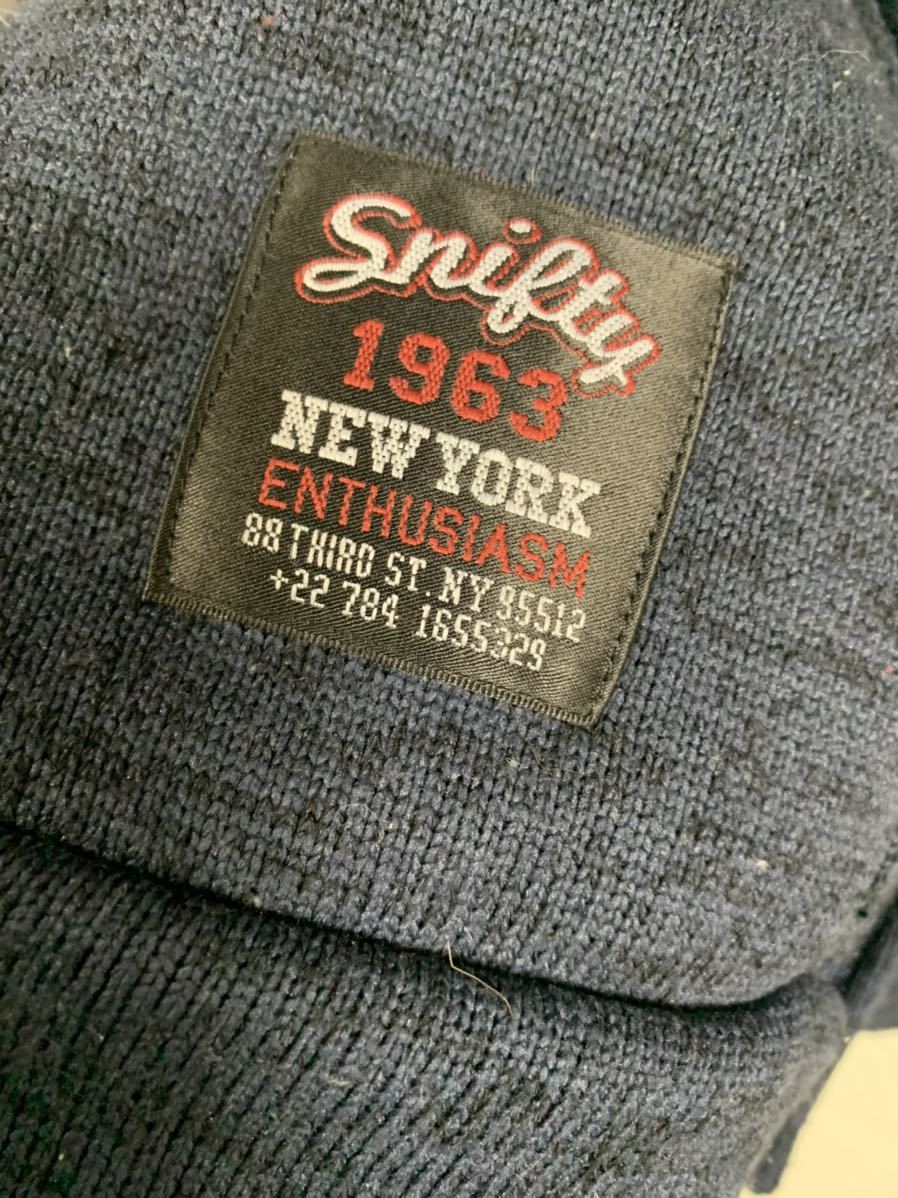 Snifty
1963
NEW YORK
ENTHUSIASM
88 THIRD ST. NY 95512
+22 784 1655329